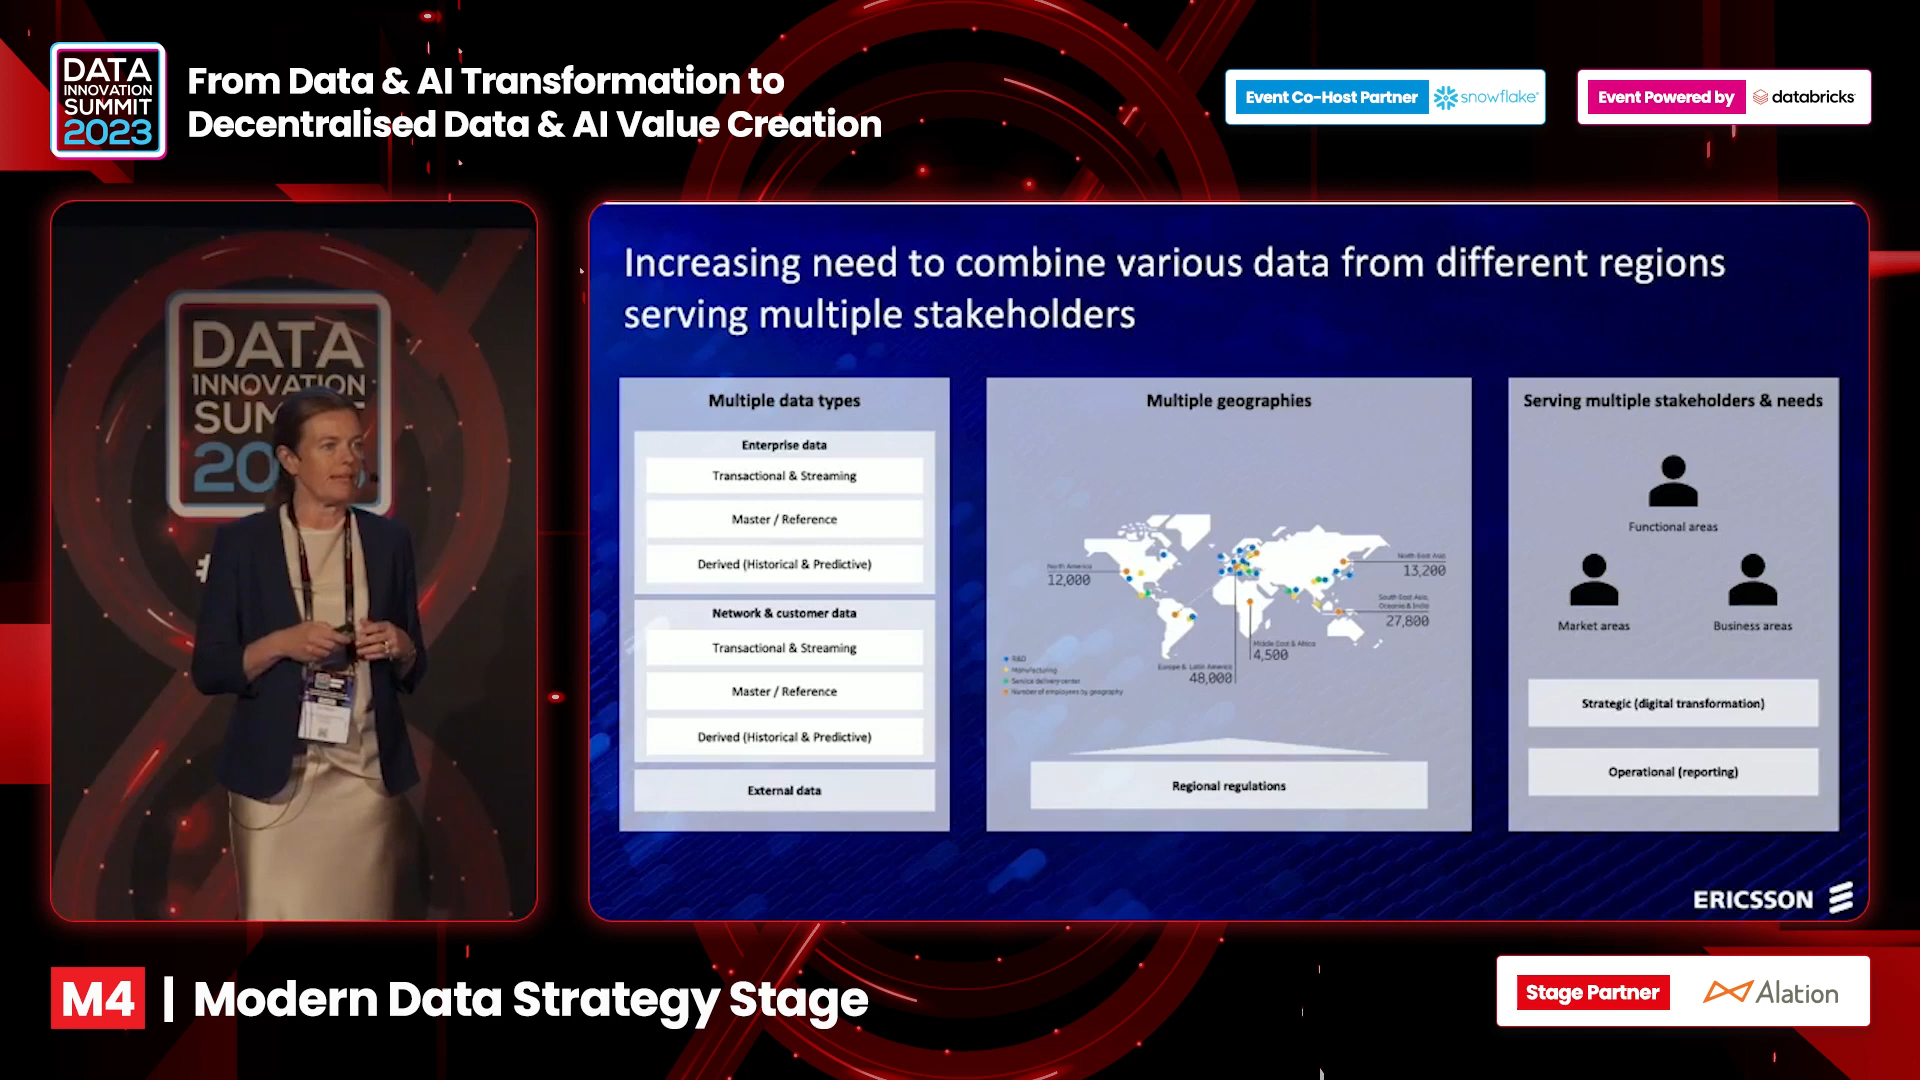 DATA
INNOVATION
SUMMIT
2023
From Data & AI Transformation to
Decentralised Data & AI Value Creation
Event Co-Host Partner
snowflake
Event Powered by
databricks
DATA
INNOVATION
SUM
20
#
Increasing need to combine various data from different regions
serving multiple stakeholders
Multiple data types
Enterprise data
Transactional & Streaming
Master / Reference
Derived (Historical & Predictive)
Network & customer data
Transactional & Streaming
Master / Reference
Derived (Historical & Predictive)
External data
Multiple geographies
North America
12,000
North East Asia
13,200
South East Asia,
Oceania & India
27,800
Middle East & Africa
4,500
Europe & Latin America
48,000
R&D
Manufacturing
Service delivery center
Number of employees by geography
Regional regulations
Serving multiple stakeholders & needs
Functional areas
Market areas
Business areas
Strategic (digital transformation)
Operational (reporting)
ERICSSON
M4 | Modern Data Strategy Stage
Stage Partner
Alation